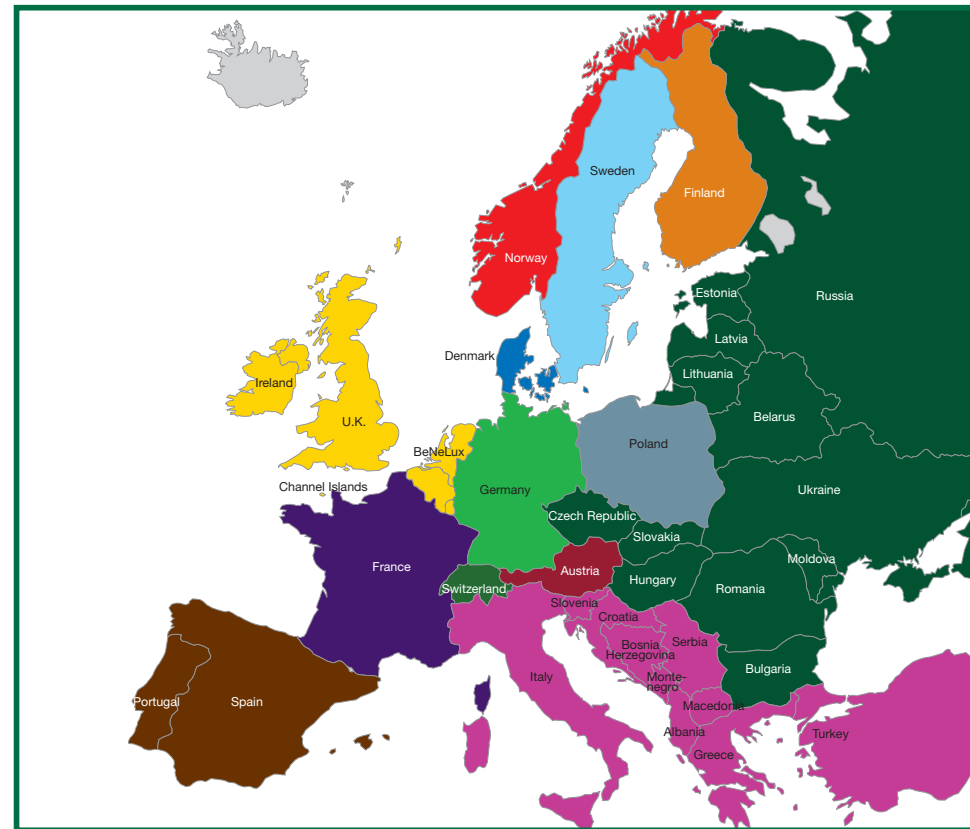 Sweden
Finland
Norway
Estonia
Russia
Latvia
Denmark
Lithuania
Ireland
Belarus
U.K.
Poland
BeNeLux
Channel Islands
Germany
Ukraine
Czech Republic
Slovakia
Moldova
France
Austria
Hungary
Switzerland
Romania
Slovenia
Croatia
Serbia
Bosnia
Herzegovina
Bulgaria
Italy
Monte-
negro
Portugal
Spain
Macedonia
Albania
Turkey
Greece